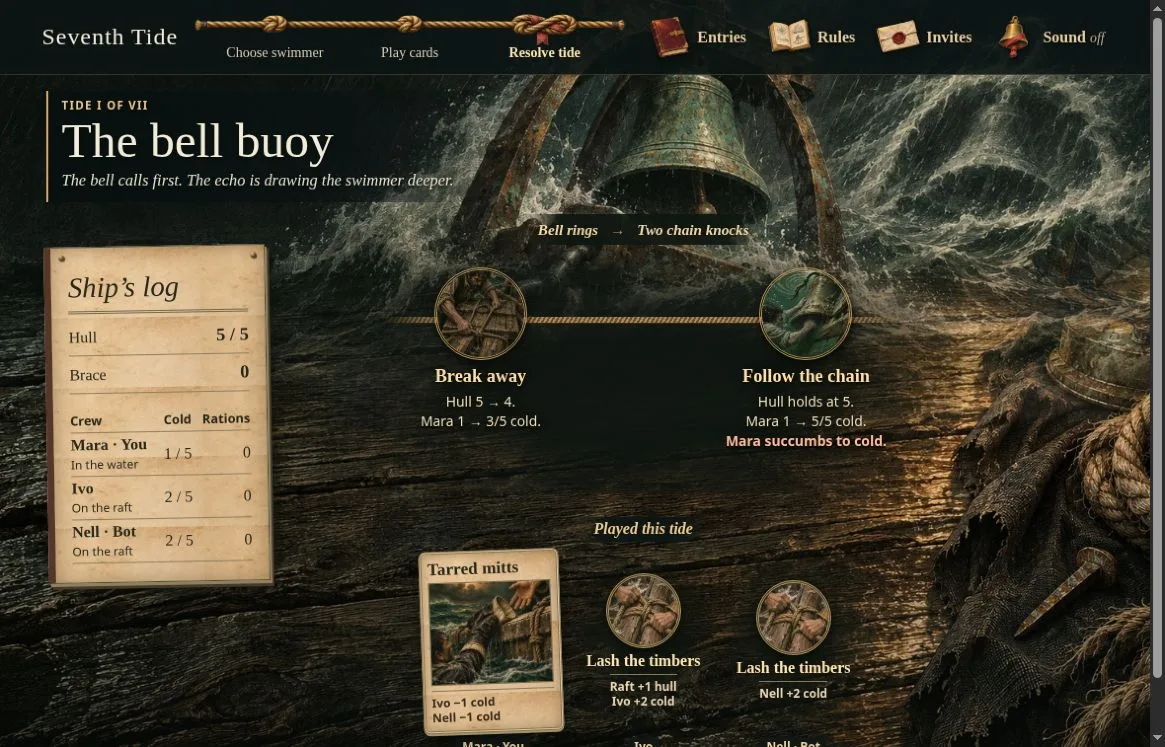 Seventh Tide
Choose swimmer
Play cards
Resolve tide
Entries
Rules
Invites
Sound off
TIDE I OF VII
The bell buoy
The bell calls first. The echo is drawing the swimmer deeper.
Bell rings → Two chain knocks
Ship’s log
Hull 5 / 5
Brace 0
Crew Cold Rations
Mara · You 1 / 5 0
In the water
Ivo 2 / 5 0
On the raft
Nell · Bot 2 / 5 0
On the raft
Break away
Hull 5 → 4.
Mara 1 → 3/5 cold.
Follow the chain
Hull holds at 5.
Mara 1 → 5/5 cold.
Mara succumbs to cold.
Played this tide
Tarred mitts
Ivo −1 cold
Nell −1 cold
Mara · You
Lash the timbers
Raft +1 hull
Ivo +2 cold
Ivo
Lash the timbers
Nell +2 cold
Nell · Bot